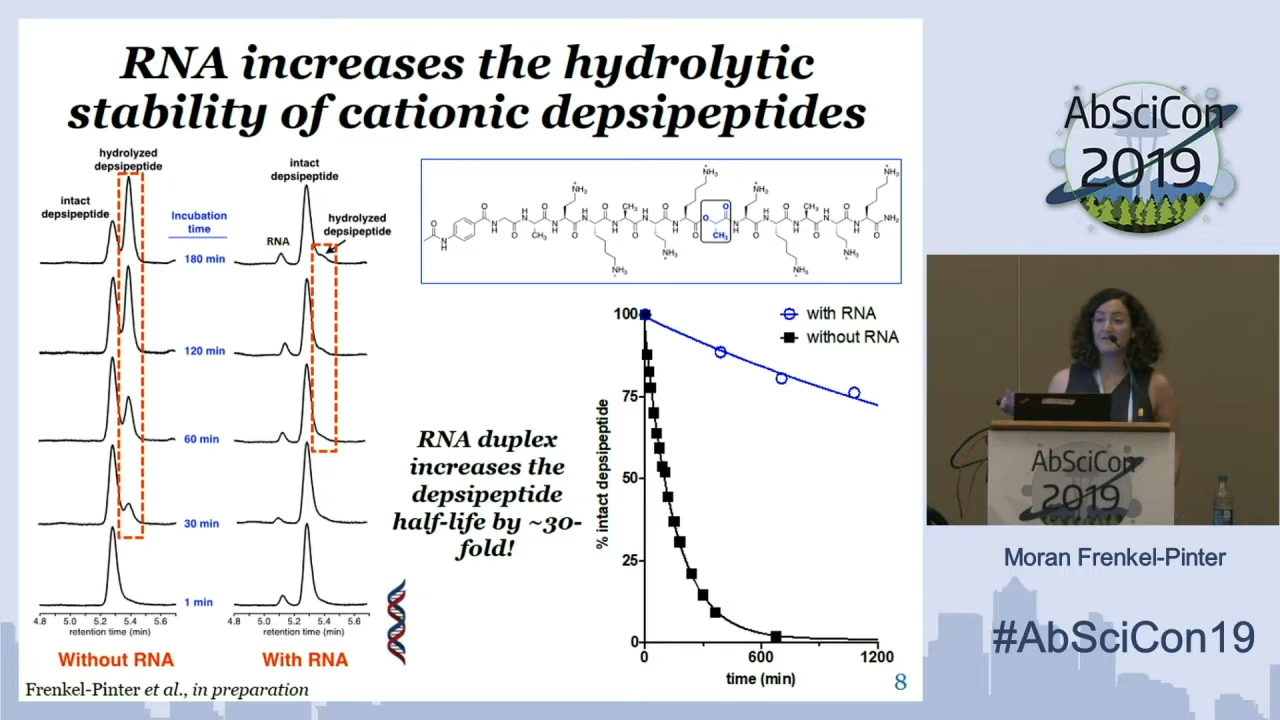 RNA increases the hydrolytic
stability of cationic depsipeptides
hydrolyzed
depsipeptide
intact
depsipeptide
Incubation
time
180 min
120 min
60 min
30 min
1 min
4.8 5.0 5.2 5.4 5.6
retention time (min)
Without RNA
intact
depsipeptide
hydrolyzed
depsipeptide
RNA
4.8 5.0 5.2 5.4 5.6
retention time (min)
With RNA
RNA duplex
increases the
depsipeptide
half-life by ~30-
fold!
with RNA
without RNA
100
75
50
25
0
% intact depsipeptide
0 600 1200
time (min)
Frenkel-Pinter et al., in preparation
8
AbSciCon
2019
AbSciCon
2019
Moran Frenkel-Pinter
#AbSciCon19